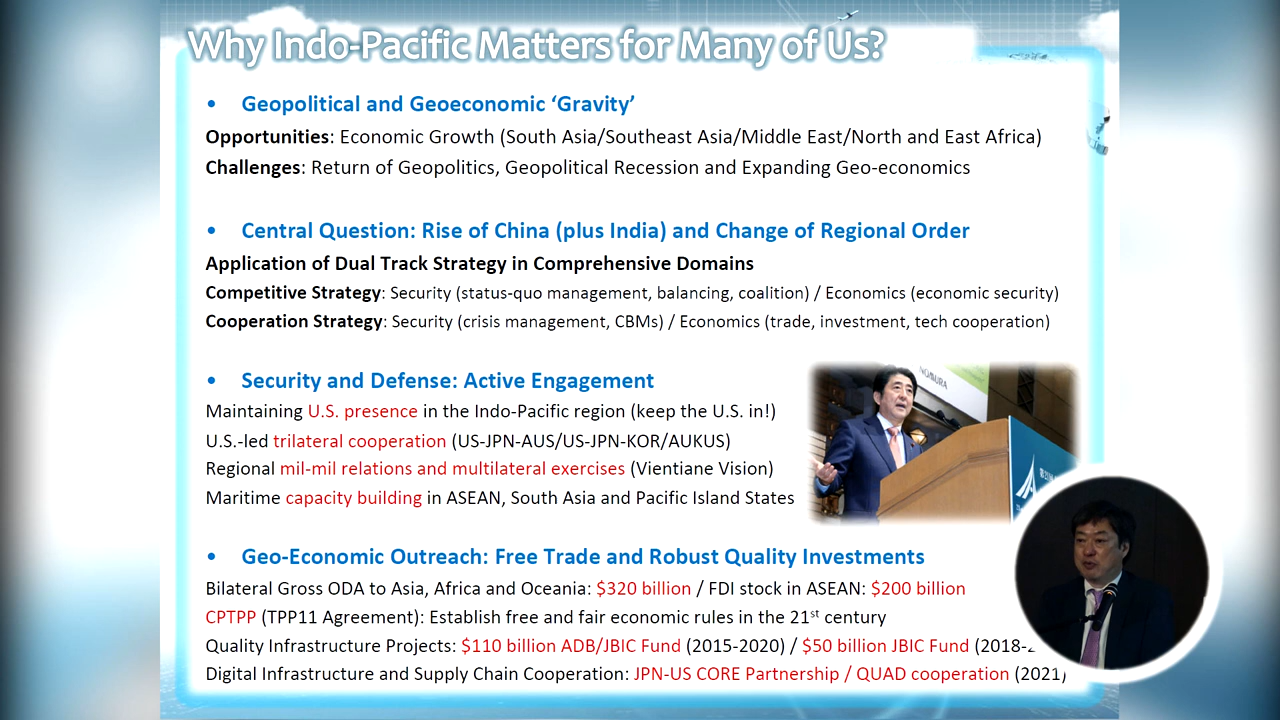 Why Indo-Pacific Matters for Many of Us?
• Geopolitical and Geoeconomic ‘Gravity’
Opportunities: Economic Growth (South Asia/Southeast Asia/Middle East/North and East Africa)
Challenges: Return of Geopolitics, Geopolitical Recession and Expanding Geo-economics
• Central Question: Rise of China (plus India) and Change of Regional Order
Application of Dual Track Strategy in Comprehensive Domains
Competitive Strategy: Security (status-quo management, balancing, coalition) / Economics (economic security)
Cooperation Strategy: Security (crisis management, CBMs) / Economics (trade, investment, tech cooperation)
• Security and Defense: Active Engagement
Maintaining U.S. presence in the Indo-Pacific region (keep the U.S. in!)
U.S.-led trilateral cooperation (US-JPN-AUS/US-JPN-KOR/AUKUS)
Regional mil-mil relations and multilateral exercises (Vientiane Vision)
Maritime capacity building in ASEAN, South Asia and Pacific Island States
NOMURA
• Geo-Economic Outreach: Free Trade and Robust Quality Investments
Bilateral Gross ODA to Asia, Africa and Oceania: $320 billion / FDI stock in ASEAN: $200 billion
CPTPP (TPP11 Agreement): Establish free and fair economic rules in the 21st century
Quality Infrastructure Projects: $110 billion ADB/JBIC Fund (2015-2020) / $50 billion JBIC Fund (2018-2
Digital Infrastructure and Supply Chain Cooperation: JPN-US CORE Partnership / QUAD cooperation (2021)